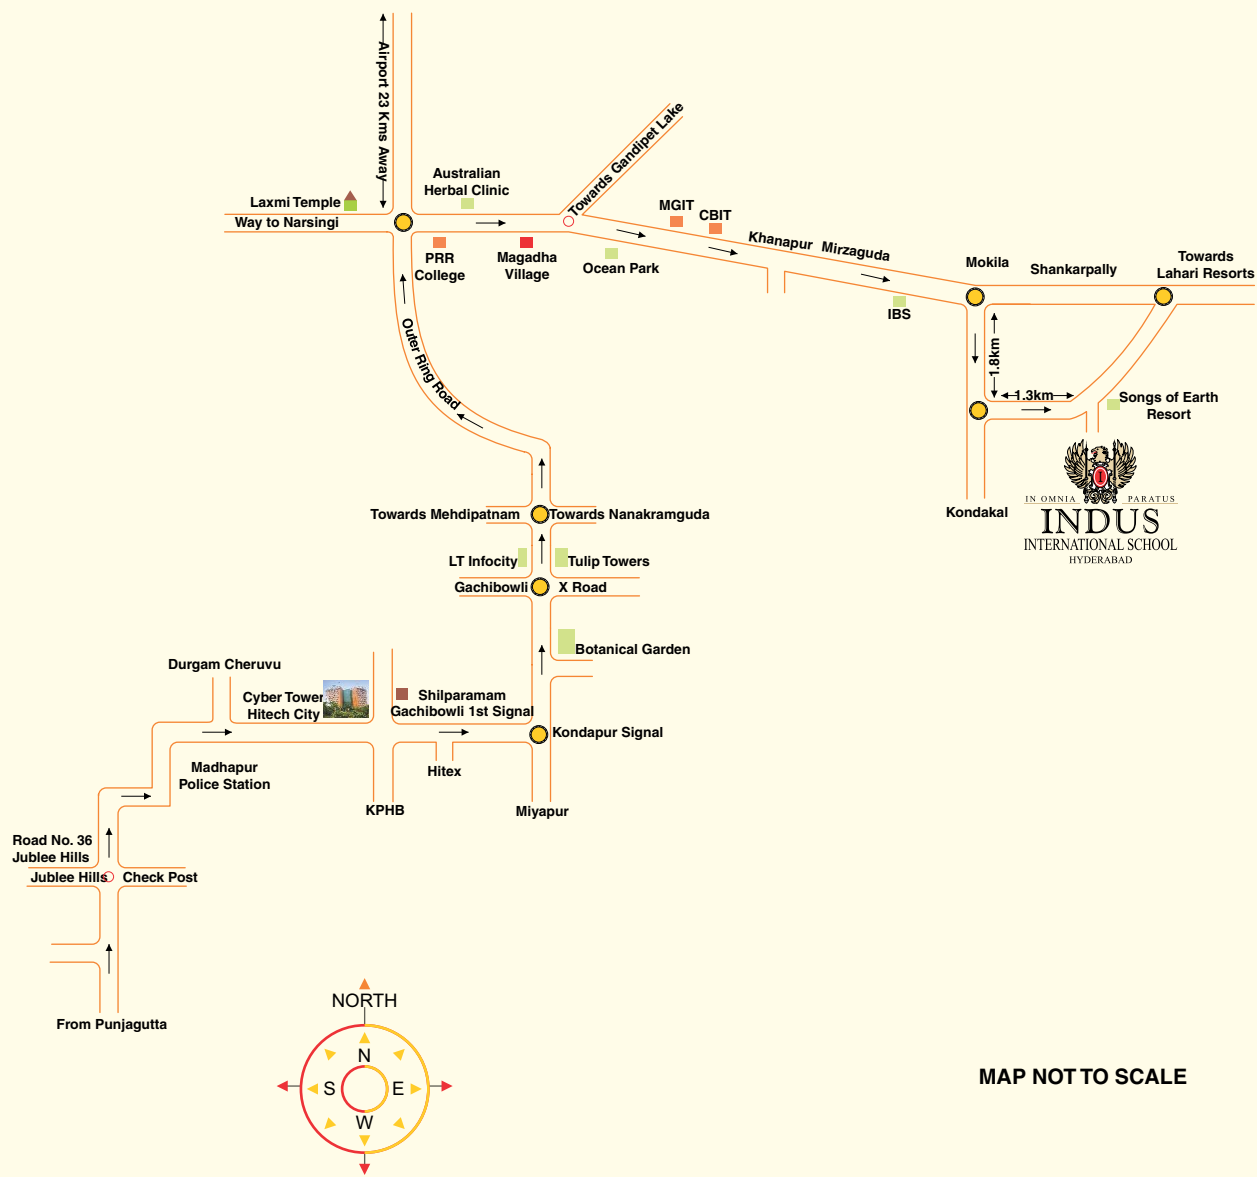 Airport 23 Kms Away
Towards Gandipet Lake
Australian
Herbal Clinic
Laxmi Temple
Way to Narsingi
MGIT
CBIT
Khanapur Mirzaguda
PRR
College
Magadha
Village
Ocean Park
IBS
Mokila
Shankarpally
Towards
Lahari Resorts
1.8km
1.3km
Songs of Earth
Resort
Kondakal
IN OMNIA PARATUS
I
INDUS
INTERNATIONAL SCHOOL
HYDERABAD
Outer Ring Road
Towards Mehdipatnam
Towards Nanakramguda
LT Infocity
Tulip Towers
Gachibowli
X Road
Botanical Garden
Durgam Cheruvu
Cyber Tower
Hitech City
Shilparamam
Gachibowli 1st Signal
Kondapur Signal
Madhapur
Police Station
Hitex
KPHB
Miyapur
Road No. 36
Jublee Hills
Jublee Hills
Check Post
From Punjagutta
NORTH
N
S
E
W
MAP NOT TO SCALE